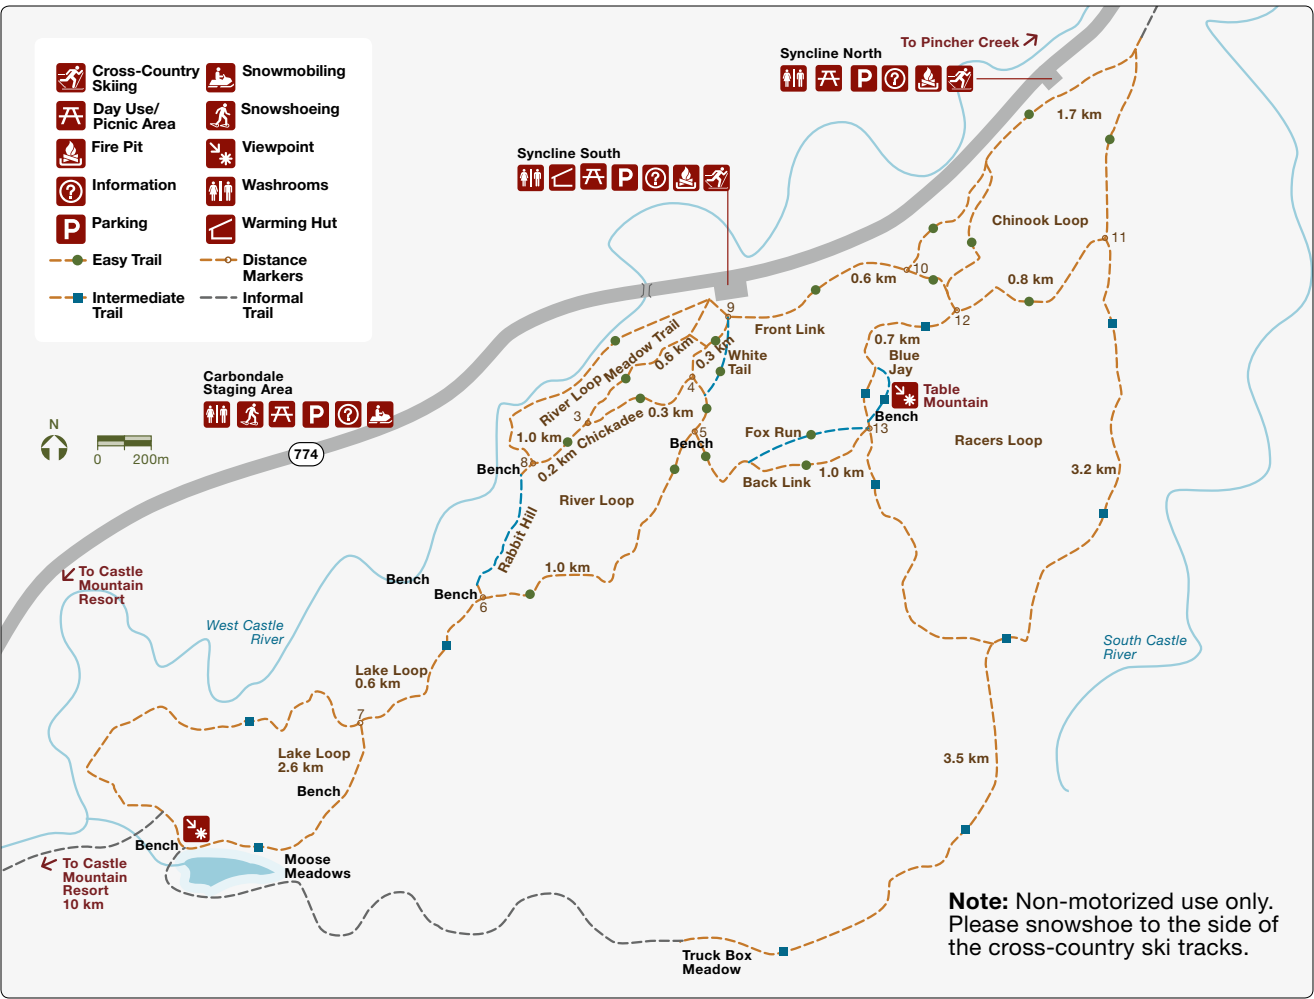 To Pincher Creek
Syncline North
P
?
1.7 km
Cross-Country
Skiing
Snowmobiling
Day Use/
Picnic Area
Snowshoeing
Fire Pit
Viewpoint
?
Information
Washrooms
P
Parking
Warming Hut
Easy Trail
Distance
Markers
Intermediate
Trail
Informal
Trail
Syncline South
P
?
Chinook Loop
11
10
0.6 km
0.8 km
12
9
Front Link
0.7 km
Blue
Jay
White
Tail
0.3 km
Meadow Trail
0.6 km
River Loop
4
3
Chickadee
0.3 km
1.0 km
0.2 km
8
Bench
5
Bench
Table
Mountain
Bench
13
Fox Run
Back Link
1.0 km
Racers Loop
3.2 km
Carbondale
Staging Area
P
?
N
0
200m
774
River Loop
Rabbit Hill
1.0 km
Bench
Bench
6
To Castle
Mountain
Resort
West Castle
River
South Castle
River
Lake Loop
0.6 km
7
Lake Loop
2.6 km
Bench
3.5 km
Bench
Moose
Meadows
To Castle
Mountain
Resort
10 km
Truck Box
Meadow
Note: Non-motorized use only.
Please snowshoe to the side of
the cross-country ski tracks.